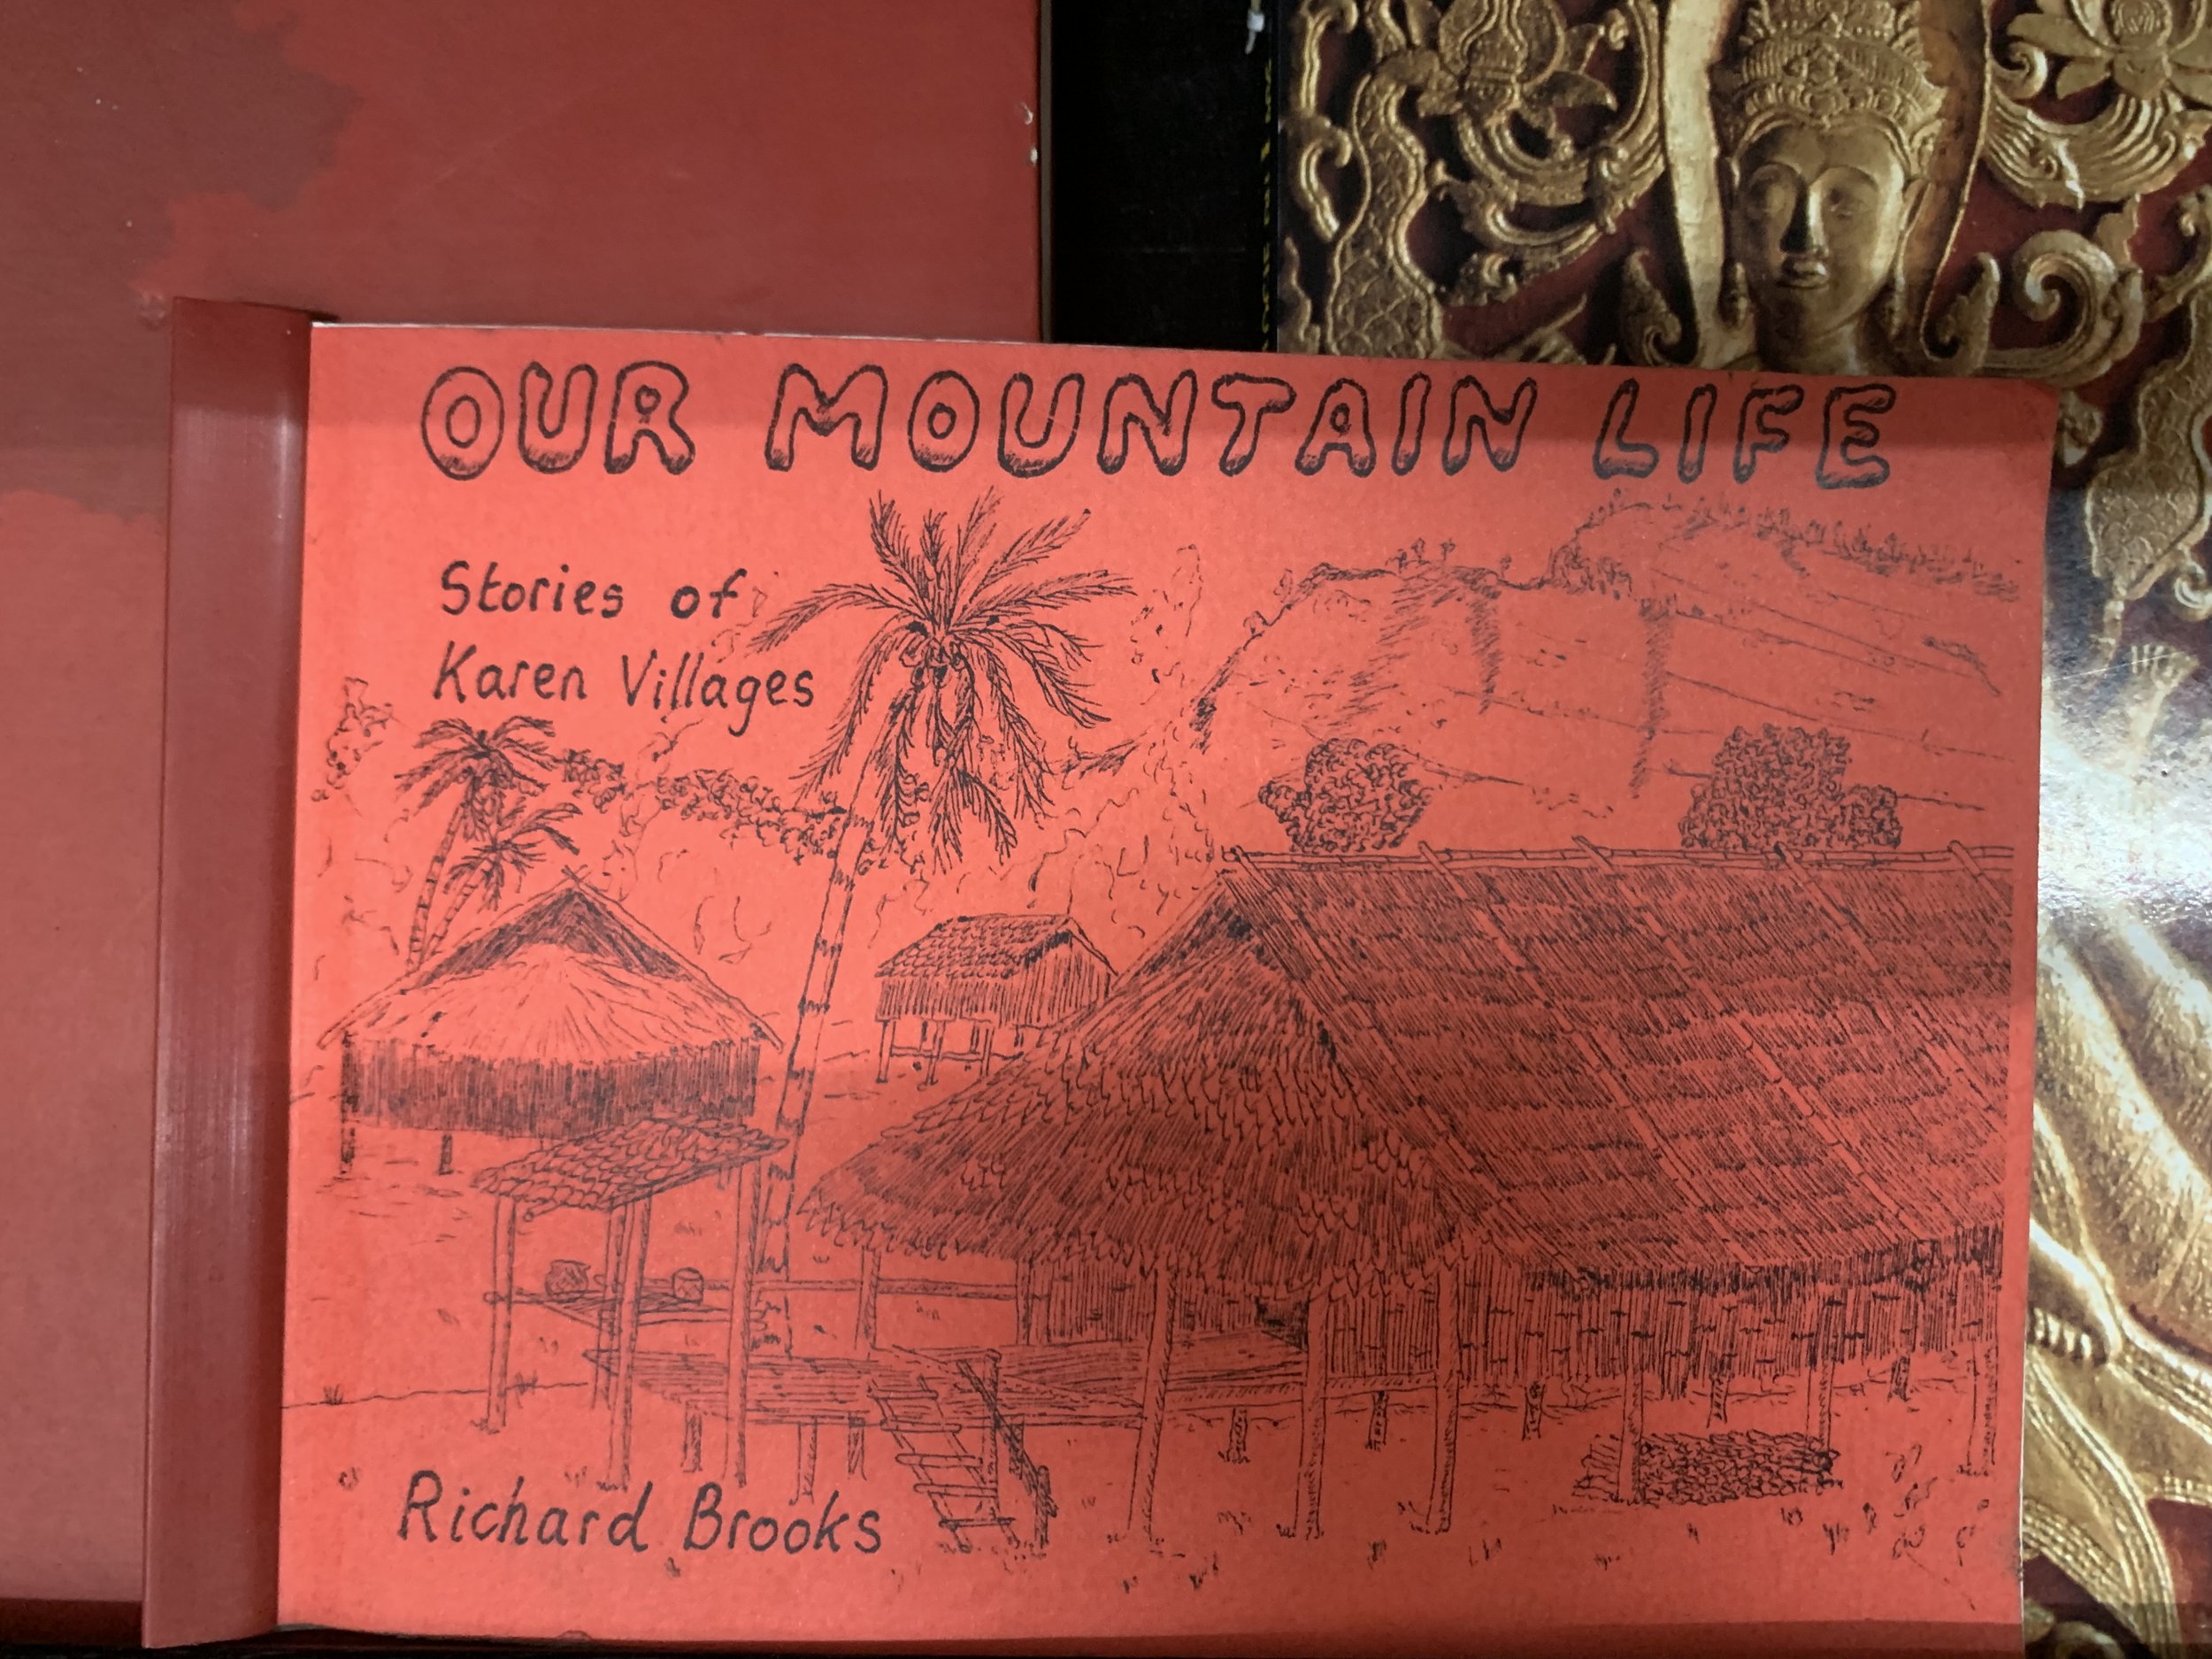 OUR MOUNTAIN LIFE
Stories of
Karen Villages
Richard Brooks